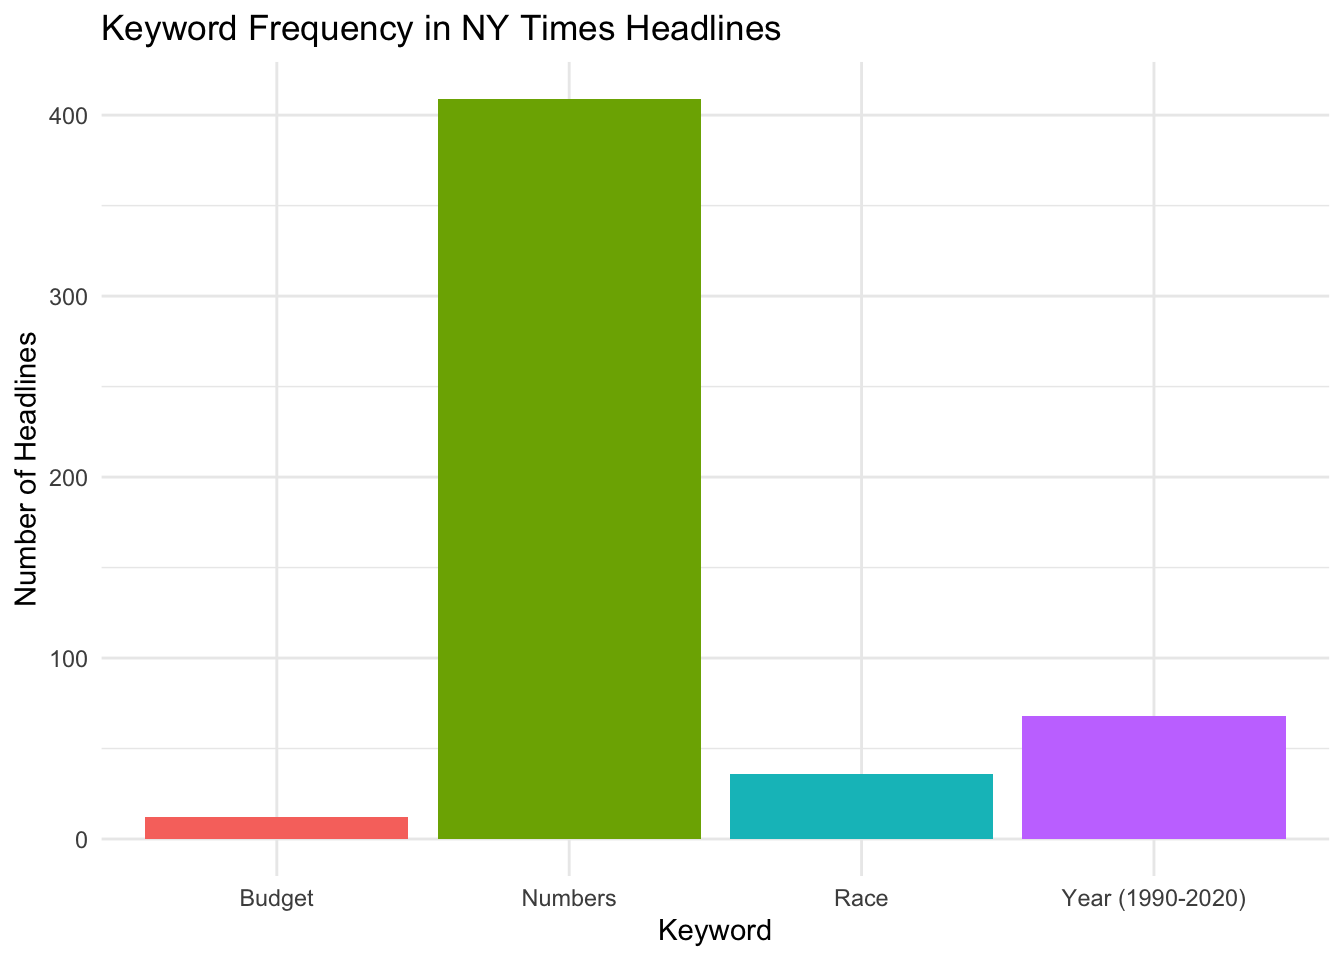 Keyword Frequency in NY Times Headlines
Number of Headlines
400
300
200
100
0
Budget
Numbers
Race
Year (1990-2020)
Keyword